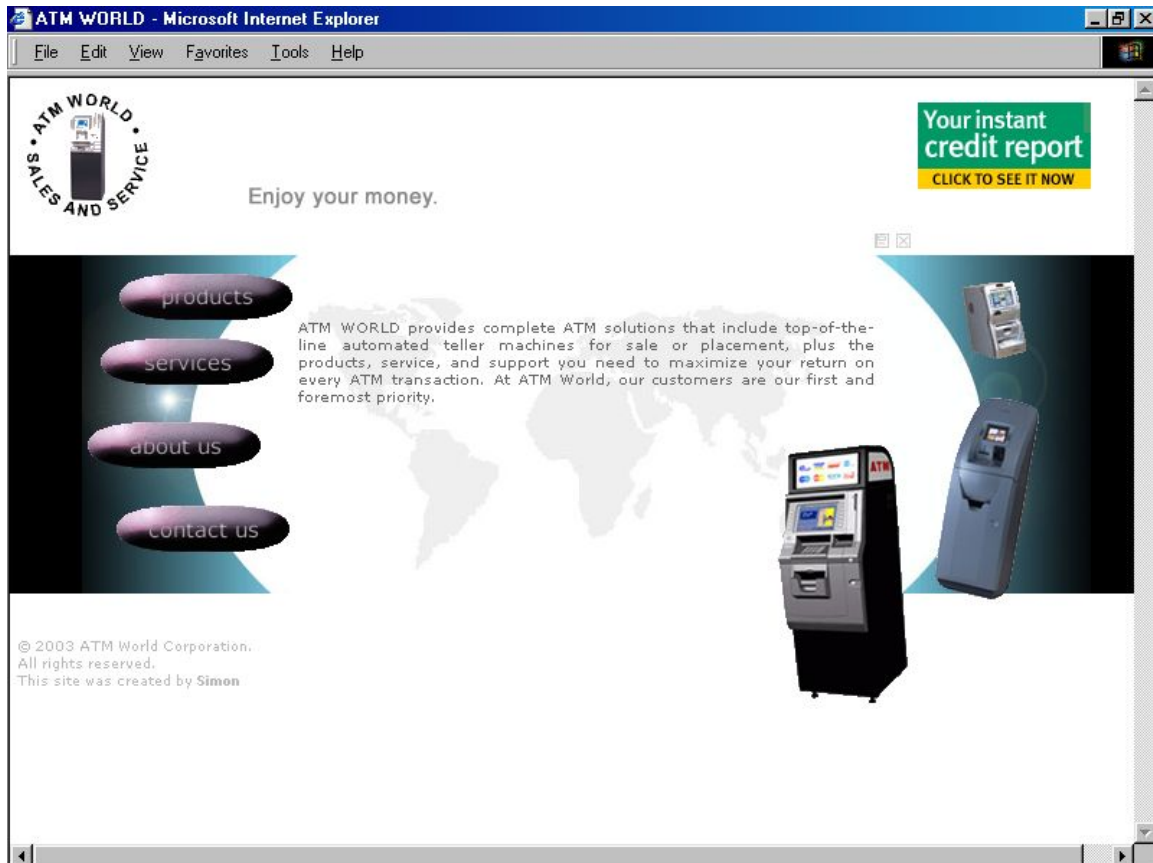 ATM WORLD - Microsoft Internet Explorer
File Edit View Favorites Tools Help
• ATM WORLD •
SALES AND SERVICE
Enjoy your money.
Your instant
credit report
CLICK TO SEE IT NOW
products
services
about us
contact us
ATM WORLD provides complete ATM solutions that include top-of-the-
line automated teller machines for sale or placement, plus the
products, service, and support you need to maximize your return on
every ATM transaction. At ATM World, our customers are our first and
foremost priority.
ATM
© 2003 ATM World Corporation.
All rights reserved.
This site was created by Simon